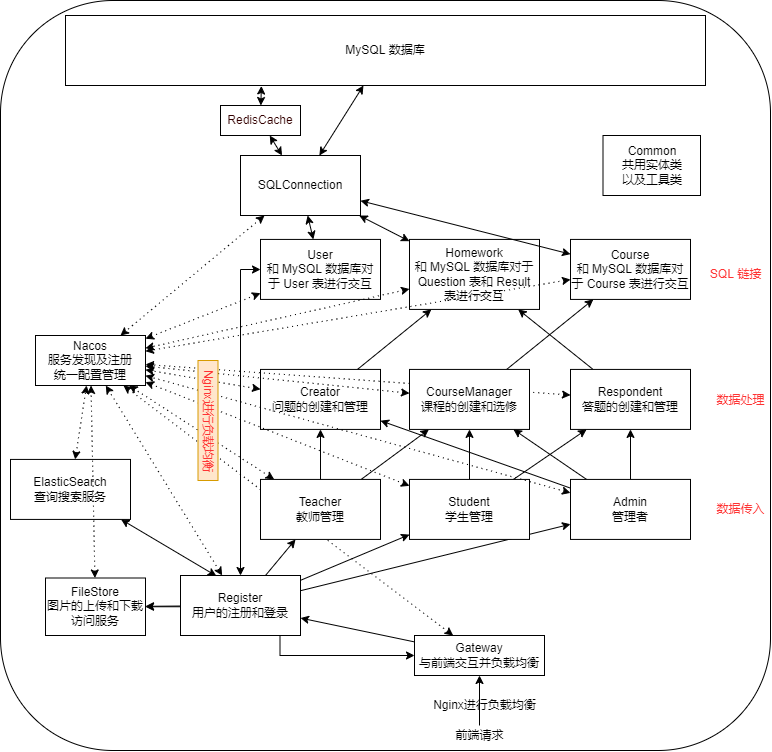 MySQL 数据库
RedisCache
SQLConnection
Common
共用实体类
以及工具类
User
和 MySQL 数据库对
于 User 表进行交互
Homework
和 MySQL 数据库对于
Question 表和 Result
表进行交互
Course
和 MySQL 数据库对
于 Course 表进行交互
SQL 链接
Nacos
服务发现及注册
统一配置管理
Nginx进行负载均衡
Creator
问题的创建和管理
CourseManager
课程的创建和选修
Respondent
答题的创建和管理
数据处理
ElasticSearch
查询搜索服务
Teacher
教师管理
Student
学生管理
Admin
管理者
数据传入
FileStore
图片的上传和下载
访问服务
Register
用户的注册和登录
Gateway
与前端交互并负载均衡
Nginx进行负载均衡
前端请求